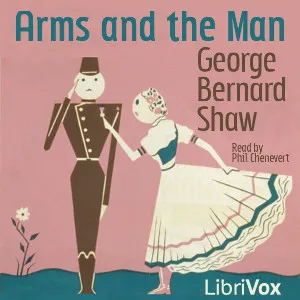 Arms and the Man
George
Bernard
Shaw
Read by
Phil Chenevert
LibriVox